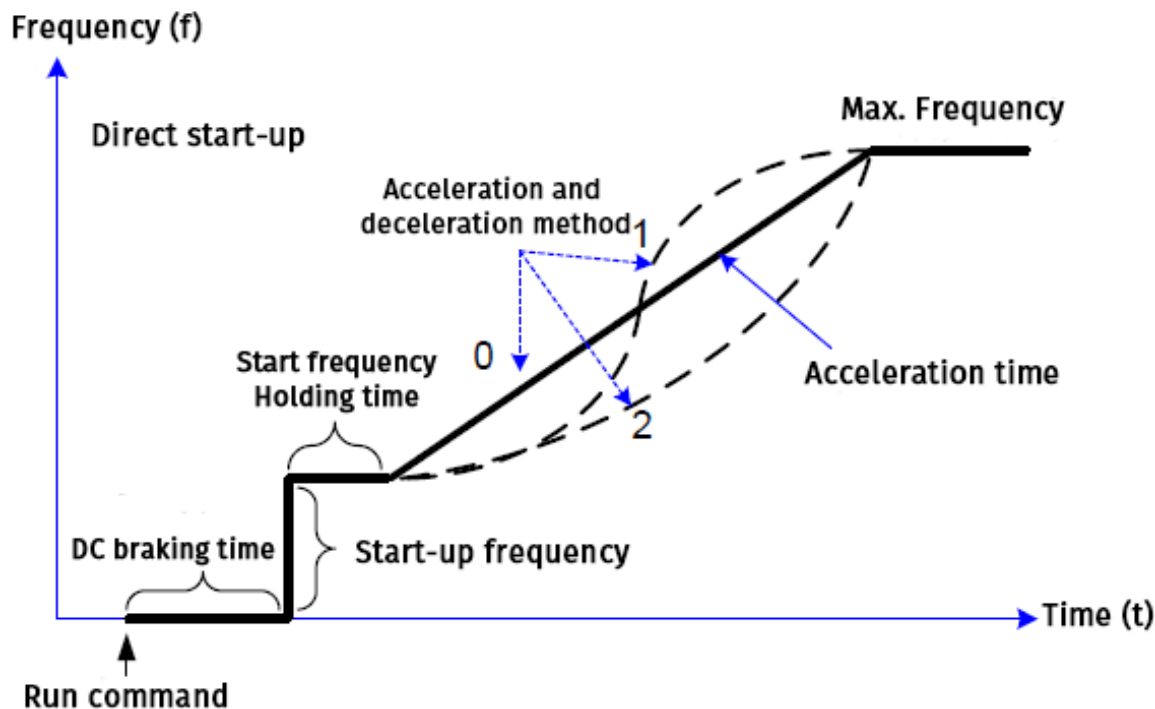 Frequency (f)
Direct start-up
Max. Frequency
Acceleration and
deceleration method
1
0
Start frequency
Holding time
Acceleration time
2
DC braking time
Start-up frequency
Time (t)
Run command